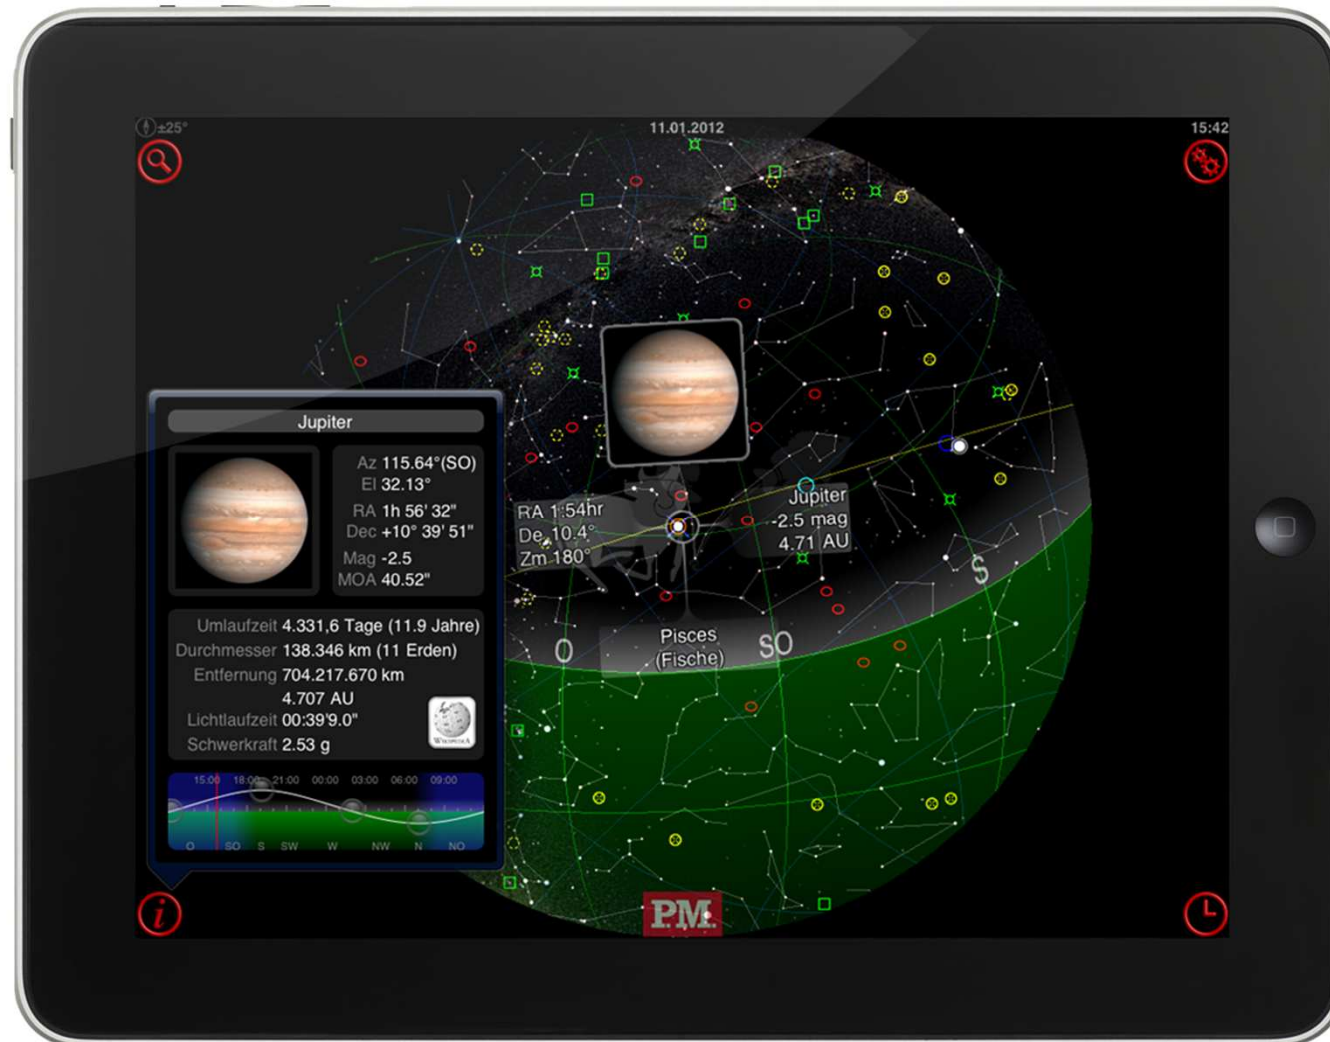 ±25°
11.01.2012
15:42
Jupiter
Az 115.64°(SO)
El 32.13°
RA 1h 56' 32"
Dec +10° 39' 51"
Mag -2.5
MOA 40.52"
Umlaufzeit 4.331,6 Tage (11.9 Jahre)
Durchmesser 138.346 km (11 Erden)
Entfernung 704.217.670 km
4.707 AU
Lichtlaufzeit 00:39'9.0"
Schwerkraft 2.53 g
WIKIPEDIA
15:00 18:00 21:00 00:00 03:00 06:00 09:00
O SO S SW W NW N NO
RA 1:54hr
De 10.4°
Zm 180°
Jupiter
-2.5 mag
4.71 AU
Pisces
(Fische)
O
SO
S
i
P.M.